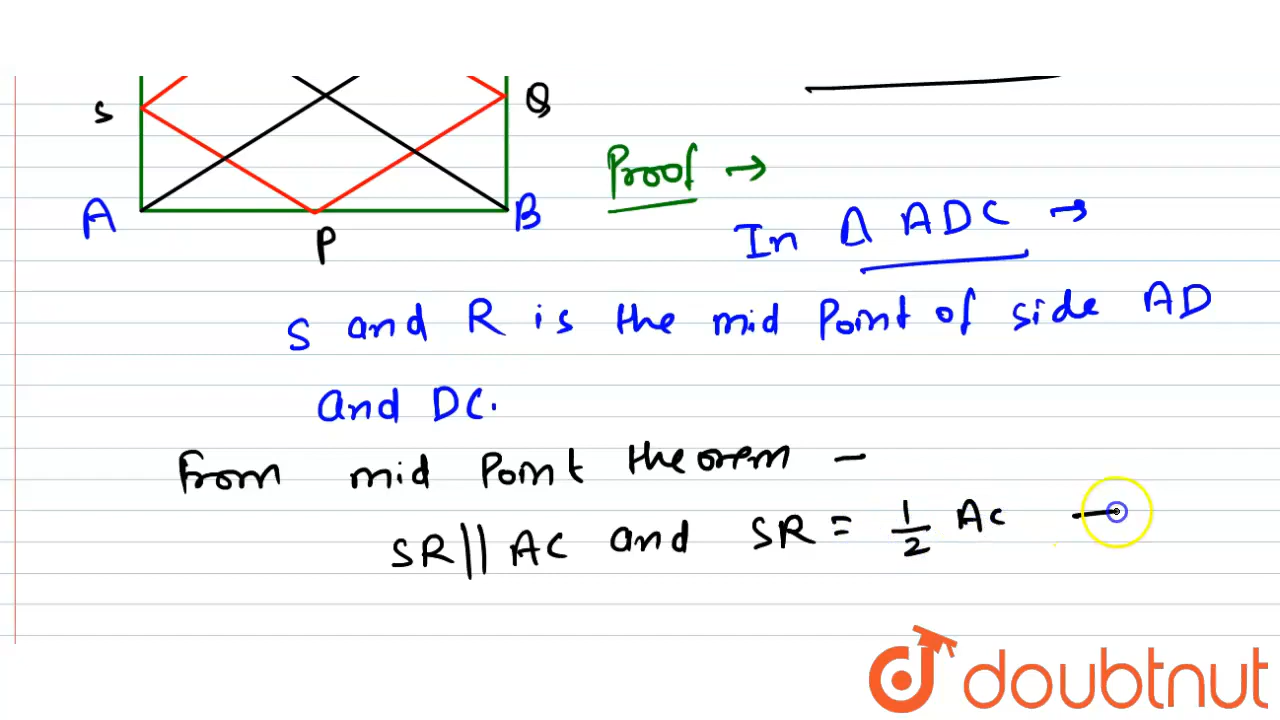 S
Q
Proof →
A
B
P
In Δ ADC →
S and R is the mid Point of side AD
and DC.
From mid Point theorem —
SR || AC and SR = 1/2 AC —
doubtnut